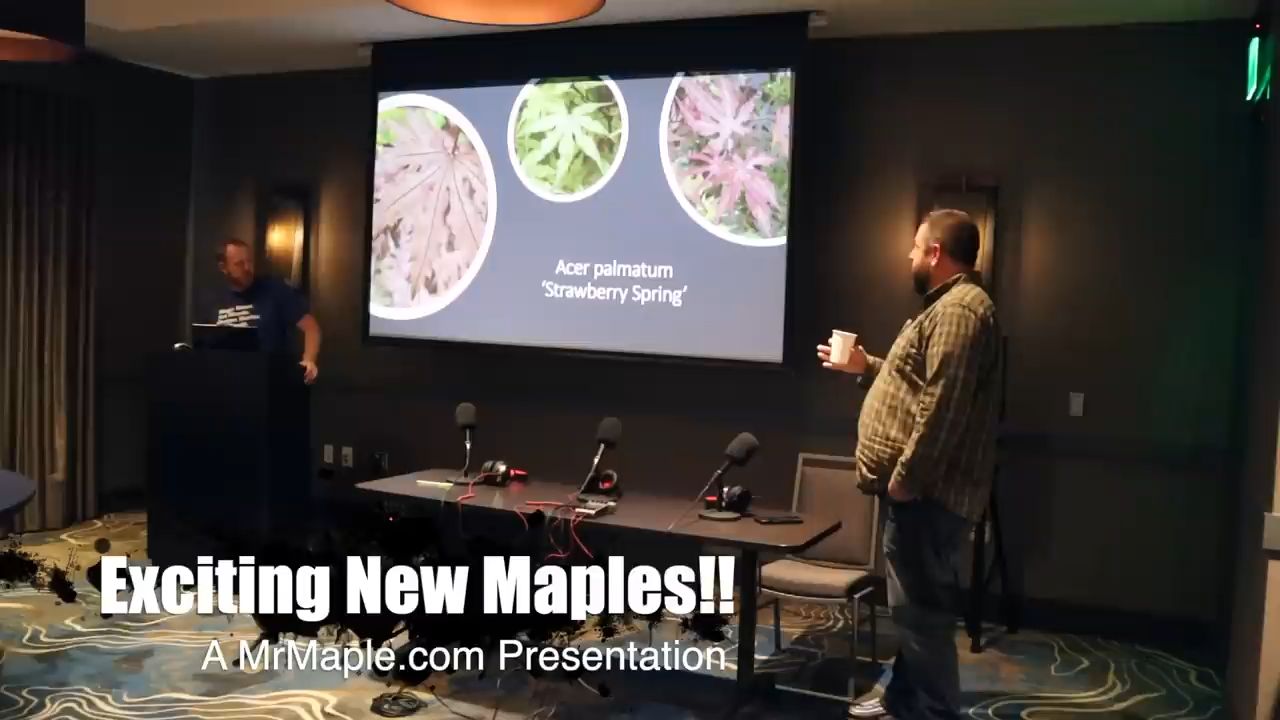 Acer palmatum
‘Strawberry Spring’
Exciting New Maples!!
A MrMaple.com Presentation